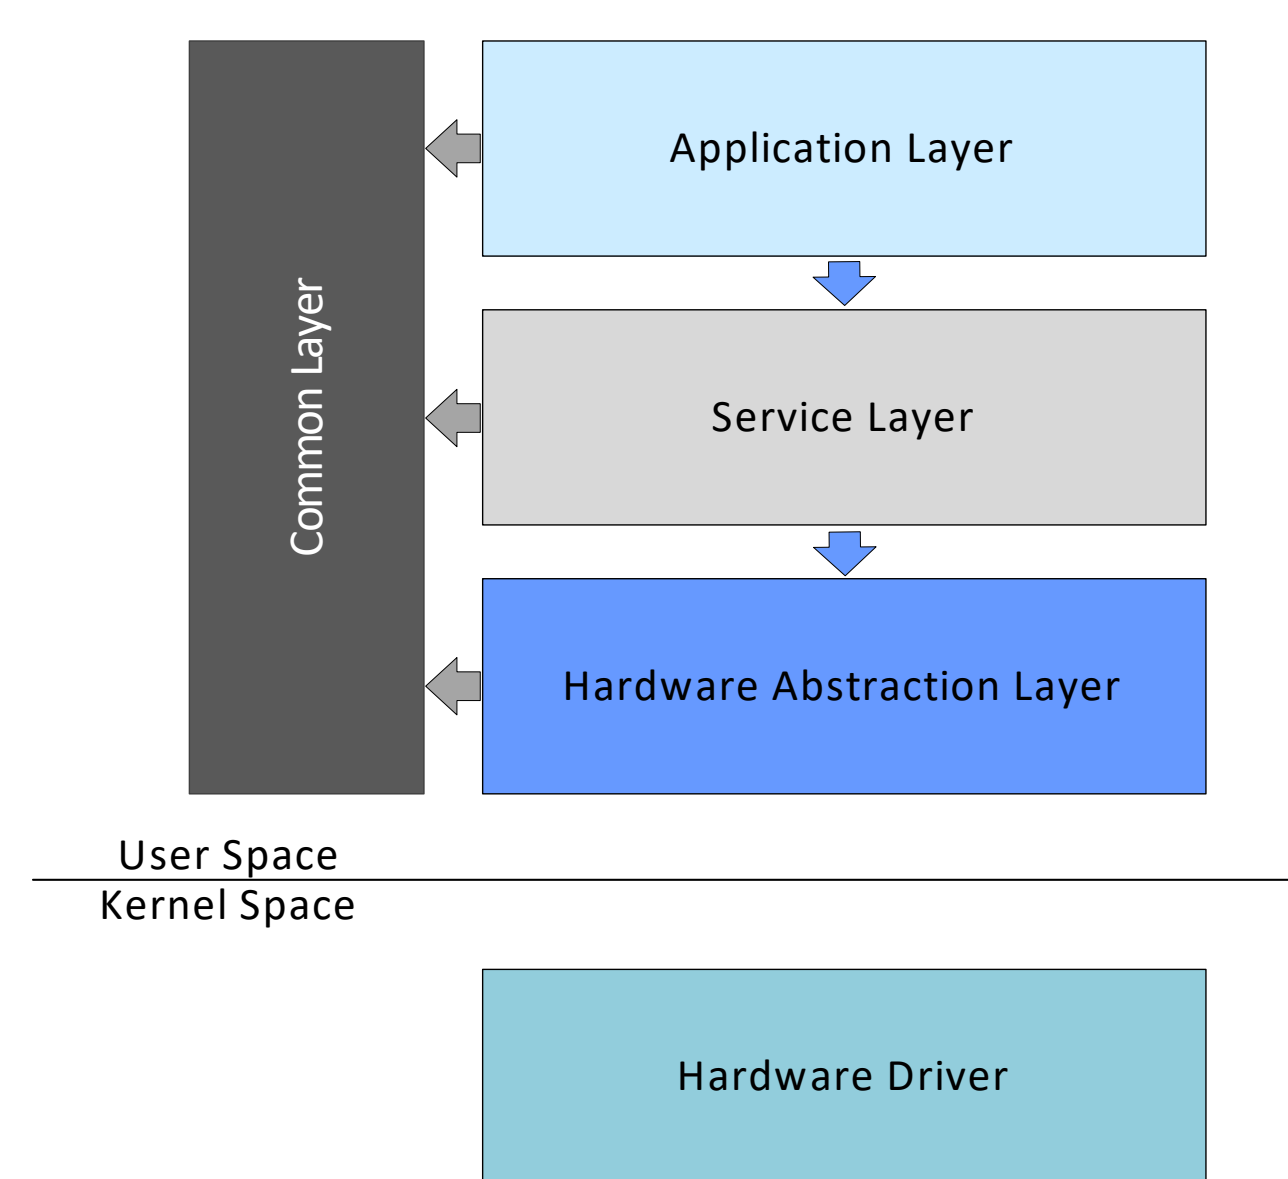 Application Layer
Common Layer
Service Layer
Hardware Abstraction Layer
User Space
Kernel Space
Hardware Driver